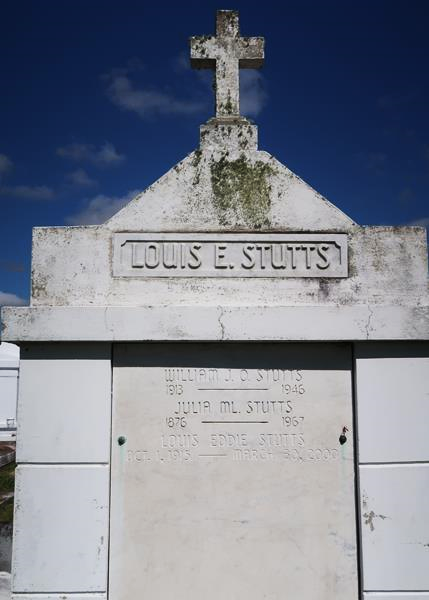 LOUIS E. STUTTS
WILLIAM J. O. STUTTS
1913 — 1946
JULIA ML. STUTTS
1876 — 1967
LOUIS EDDIE STUTTS
OCT. 1, 1915 — MARCH 30, 2000